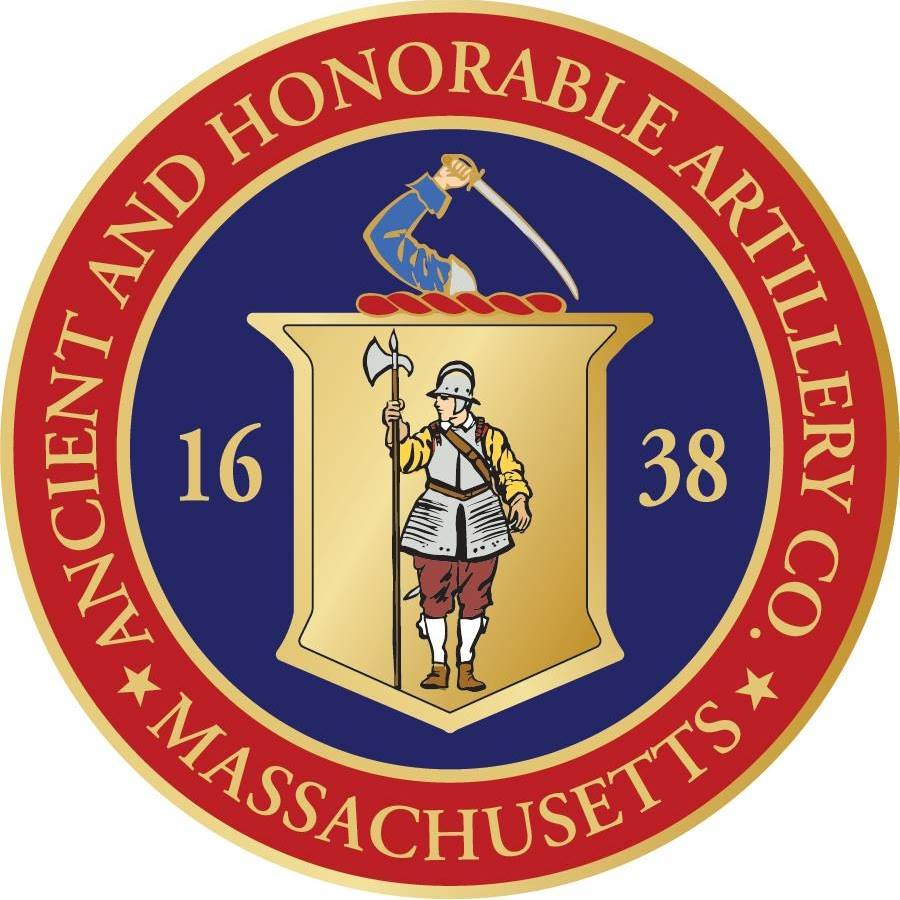 ANCIENT AND HONORABLE ARTILLERY CO.
16 38
MASSACHUSETTS